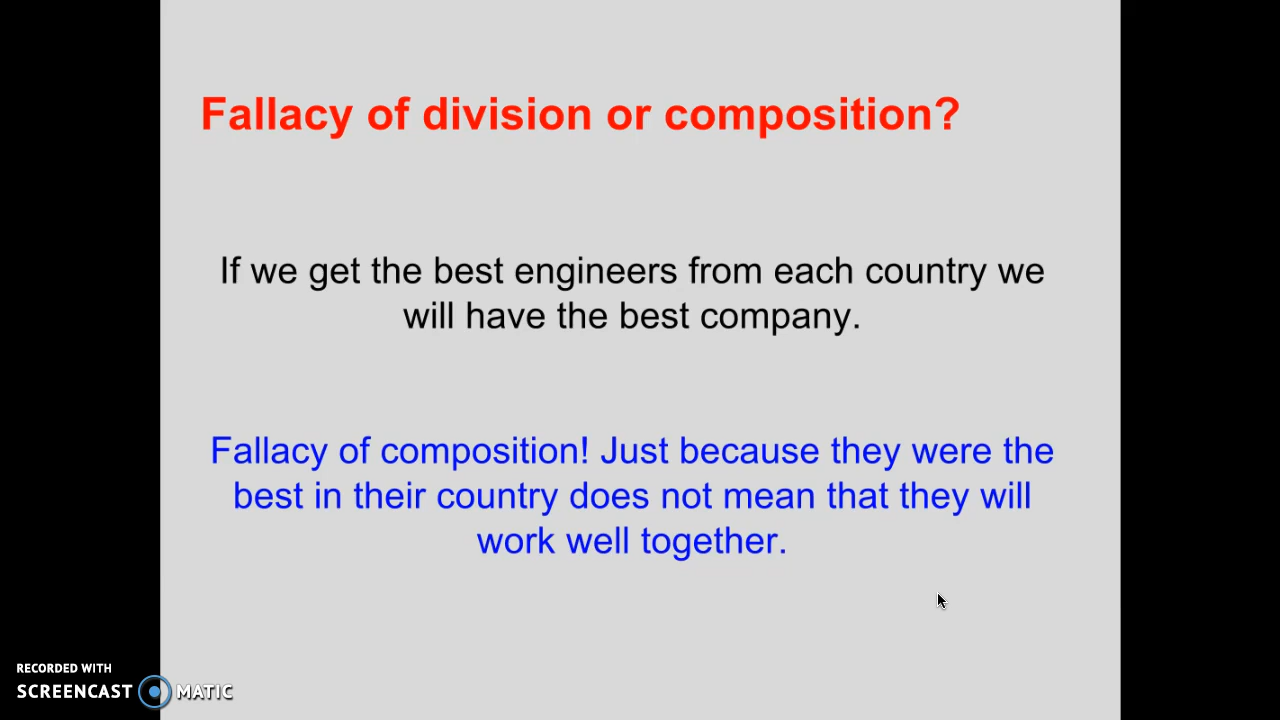 Fallacy of division or composition?
If we get the best engineers from each country we
will have the best company.
Fallacy of composition! Just because they were the
best in their country does not mean that they will
work well together.
RECORDED WITH
SCREENCAST MATIC